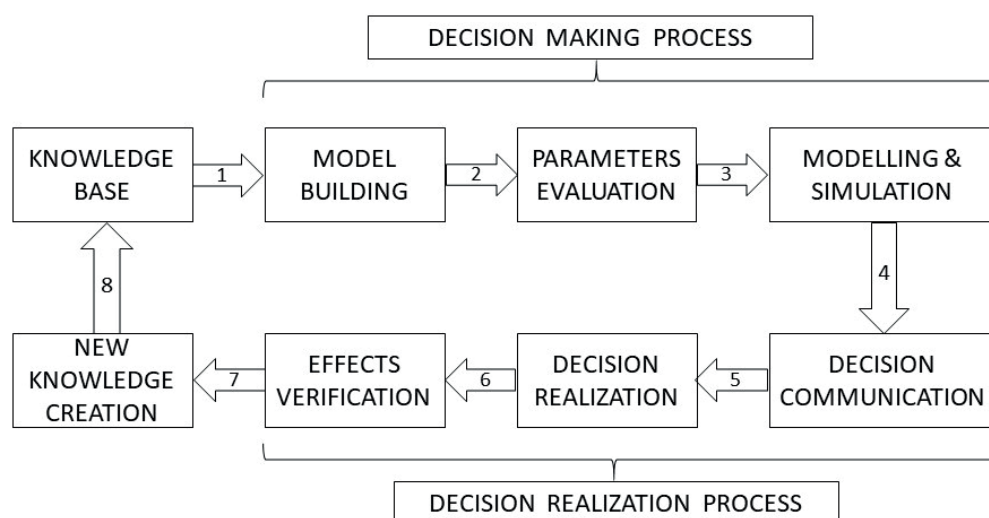 DECISION MAKING PROCESS
KNOWLEDGE
BASE
1
MODEL
BUILDING
2
PARAMETERS
EVALUATION
3
MODELLING &
SIMULATION
4
8
NEW
KNOWLEDGE
CREATION
7
EFFECTS
VERIFICATION
6
DECISION
REALIZATION
5
DECISION
COMMUNICATION
DECISION REALIZATION PROCESS